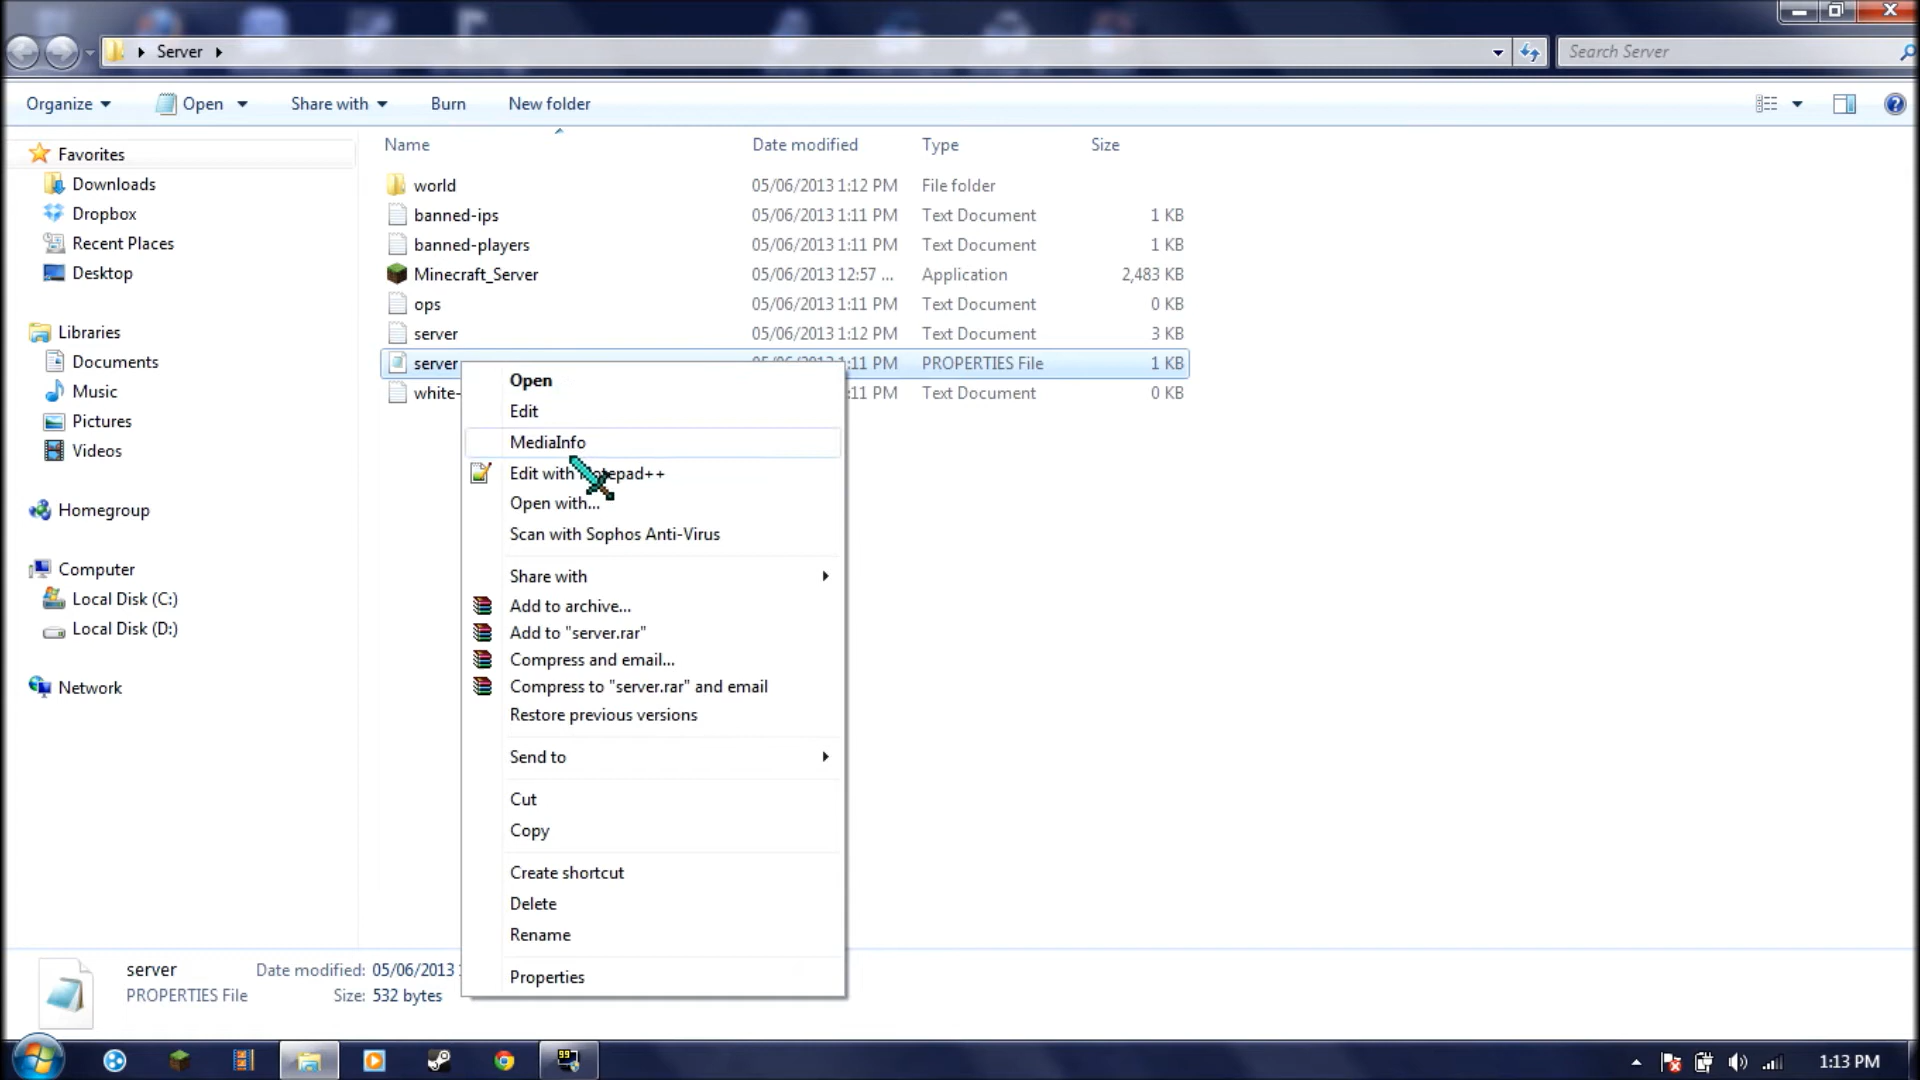 Server
Search Server
Organize Open Share with Burn New folder
Name Date modified Type Size
Favorites
Downloads
Dropbox
Recent Places
Desktop
Libraries
Documents
Music
Pictures
Videos
Homegroup
Computer
Local Disk (C:)
Local Disk (D:)
Network
world 05/06/2013 1:12 PM File folder
banned-ips 05/06/2013 1:11 PM Text Document 1 KB
banned-players 05/06/2013 1:11 PM Text Document 1 KB
Minecraft_Server 05/06/2013 12:57 ... Application 2,483 KB
ops 05/06/2013 1:11 PM Text Document 0 KB
server 05/06/2013 1:12 PM Text Document 3 KB
server 05/06/2013 1:11 PM PROPERTIES File 1 KB
white- :11 PM Text Document 0 KB
Open
Edit
MediaInfo
Edit with Notepad++
Open with...
Scan with Sophos Anti-Virus
Share with
Add to archive...
Add to "server.rar"
Compress and email...
Compress to "server.rar" and email
Restore previous versions
Send to
Cut
Copy
Create shortcut
Delete
Rename
Properties
server Date modified: 05/06/2013
PROPERTIES File Size: 532 bytes
99
1:13 PM